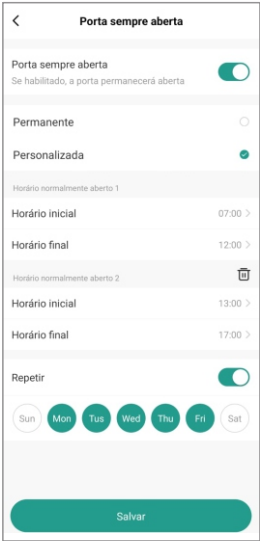 Porta sempre aberta
Porta sempre aberta
Se habilitado, a porta permanecerá aberta
Permanente
Personalizada
Horário normalmente aberto 1
Horário inicial 07:00 >
Horário final 12:00 >
Horário normalmente aberto 2
Horário inicial 13:00 >
Horário final 17:00 >
Repetir
Sun Mon Tus Wed Thu Fri Sat
Salvar